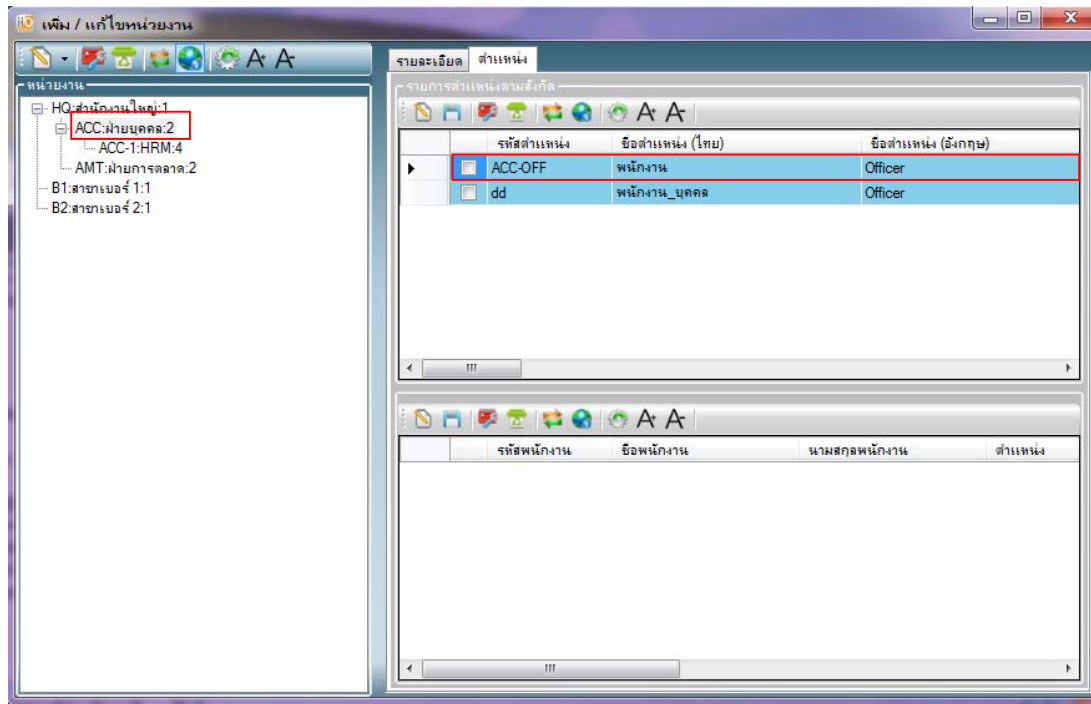 เพิ่ม / แก้ไขหน่วยงาน
A+ A-
หน่วยงาน
HQ:สำนักงานใหญ่:1
ACC:ฝ่ายบุคคล:2
ACC-1:HRM:4
AMT:ฝ่ายการตลาด:2
B1:สาขาเบอร์ 1:1
B2:สาขาเบอร์ 2:1
รายละเอียด ตำแหน่ง
รายการตำแหน่งตามสังกัด
A+ A-
รหัสตำแหน่ง ชื่อตำแหน่ง (ไทย) ชื่อตำแหน่ง (อังกฤษ)
ACC-OFF พนักงาน Officer
dd พนักงาน_บุคคล Officer
A+ A-
รหัสพนักงาน ชื่อพนักงาน นามสกุลพนักงาน ตำแหน่ง